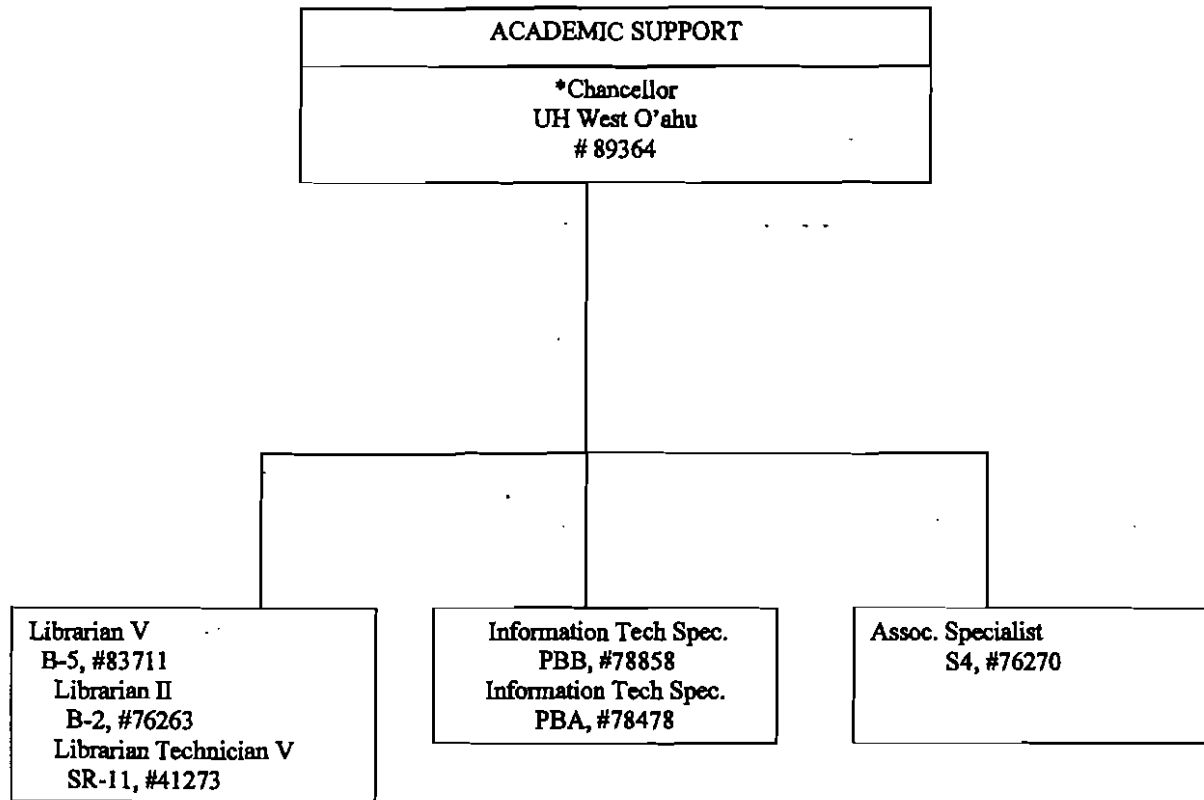 ACADEMIC SUPPORT
*Chancellor
UH West O'ahu
# 89364
Librarian V
B-5, #83711
Librarian II
B-2, #76263
Librarian Technician V
SR-11, #41273
Information Tech Spec.
PBB, #78858
Information Tech Spec.
PBA, #78478
Assoc. Specialist
S4, #76270